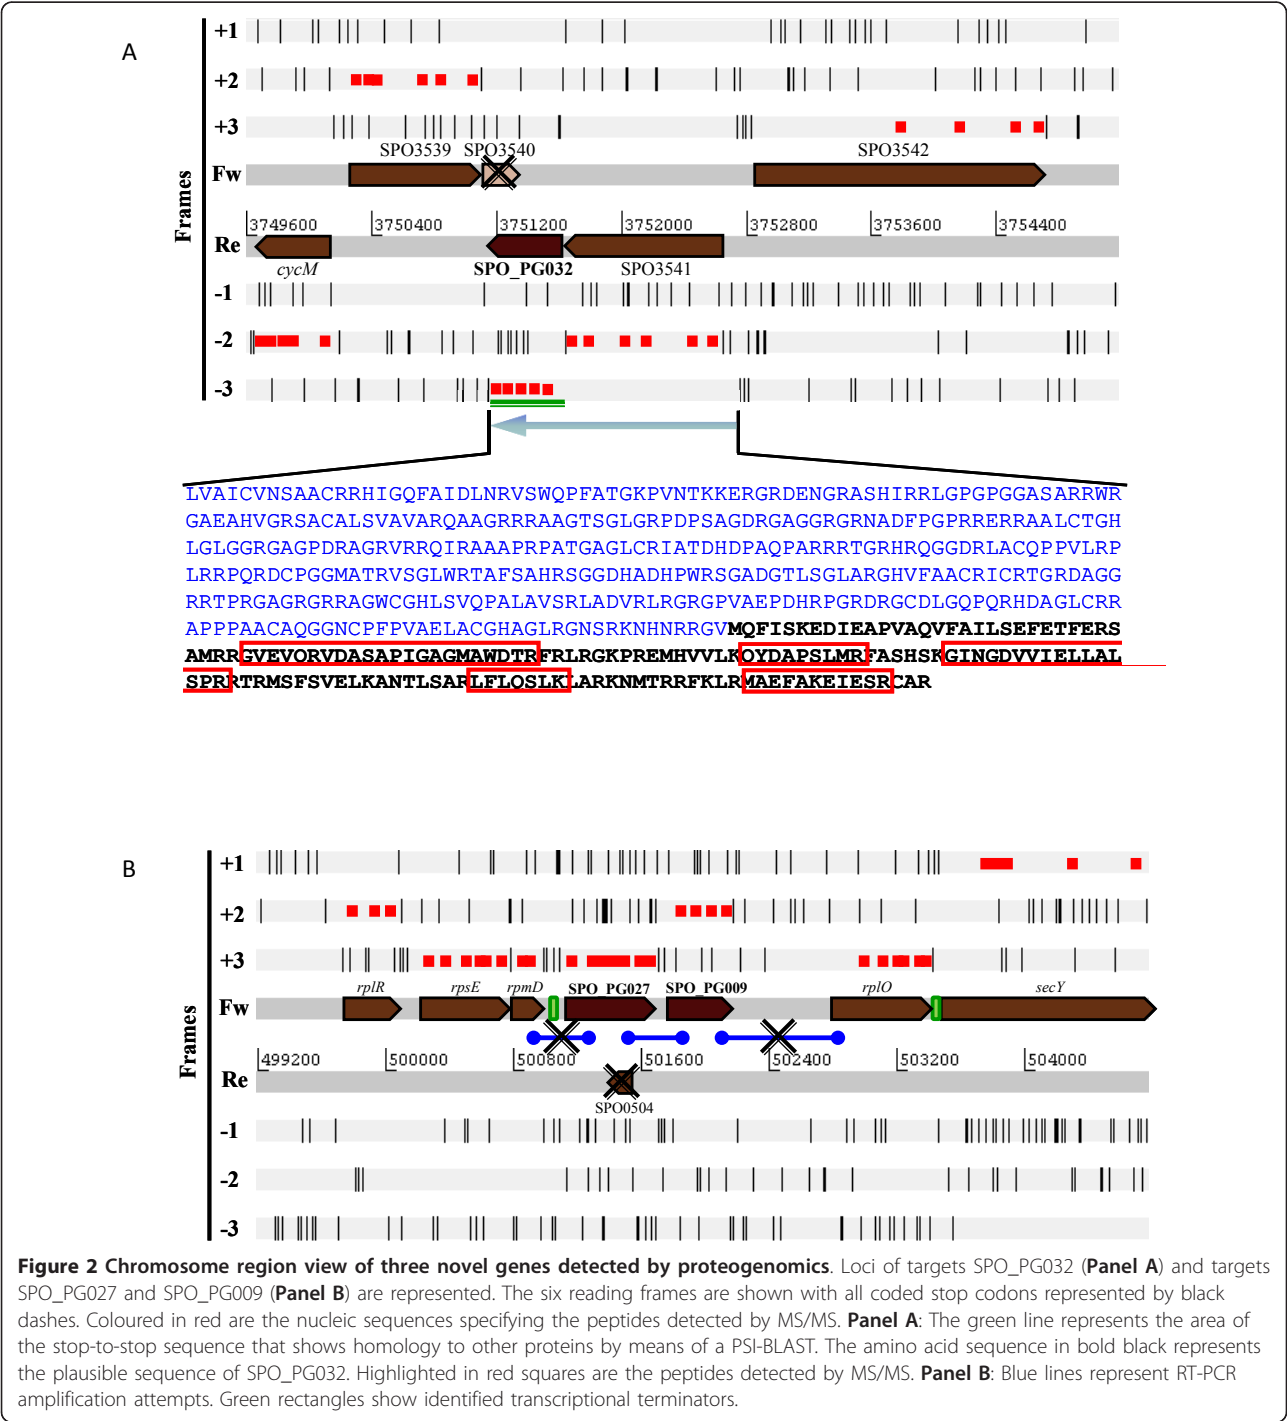 A
+1
+2
+3
SPO3539 SPO3540 SPO3542
Fw
Frames
3749600 3750400 3751200 3752000 3752800 3753600 3754400
Re
cycM SPO_PG032 SPO3541
-1
-2
-3
LVAICVNSAACRRHIGQFAIDLNRVSWQPFATGKPVNTKKERGRDENGRASHIRRLGPGPGGASARRWR
GAEAHVGRSACALSVAVARQAAGRRRAAGTSGLGRPDPSAGDRGAGGRGRNADFPGPRRERRAALCTGH
LGLGGRGAGPDRAGRVRRQIRAAAPRPATGAGLCRIATDHDPAQPARRRTGRHRQGGDRLACQPPVLRP
LRRPQRDCPGGMATRVSGLWRTAFSAHRSGGDHADHPWRSGADGTLSGLARGHVFAACRICRTGRDAGG
RRTPRGAGRGRRAGWCGHLSVQPALAVSRLADVRLRGRGPVAEPDHRPGRDRGCDLGQPQRHDAGLCRR
APPPAACAQGGNCPFPVAELACGHAGLRGNSRKNHNRRGVMQFISKEDIEAPVAQVFAILSEFETFERS
AMRRGVEVQRVDASAPIGAGMAWDTRFRLRGKPREMHVVLKQYDAPSLMRFASHSKGINGDVVIELLAL
SPRRTRMSFSVELKANTLSARLFLQSLKLARKNMTRRFKLRMAEFAKEIESRCAR
B
+1
+2
+3
rplR rpsE rpmD SPO_PG027 SPO_PG009 rplO secY
Fw
Frames
499200 500000 500800 501600 502400 503200 504000
Re
SPO0504
-1
-2
-3
Figure 2 Chromosome region view of three novel genes detected by proteogenomics. Loci of targets SPO_PG032 (Panel A) and targets
SPO_PG027 and SPO_PG009 (Panel B) are represented. The six reading frames are shown with all coded stop codons represented by black
dashes. Coloured in red are the nucleic sequences specifying the peptides detected by MS/MS. Panel A: The green line represents the area of
the stop-to-stop sequence that shows homology to other proteins by means of a PSI-BLAST. The amino acid sequence in bold black represents
the plausible sequence of SPO_PG032. Highlighted in red squares are the peptides detected by MS/MS. Panel B: Blue lines represent RT-PCR
amplification attempts. Green rectangles show identified transcriptional terminators.